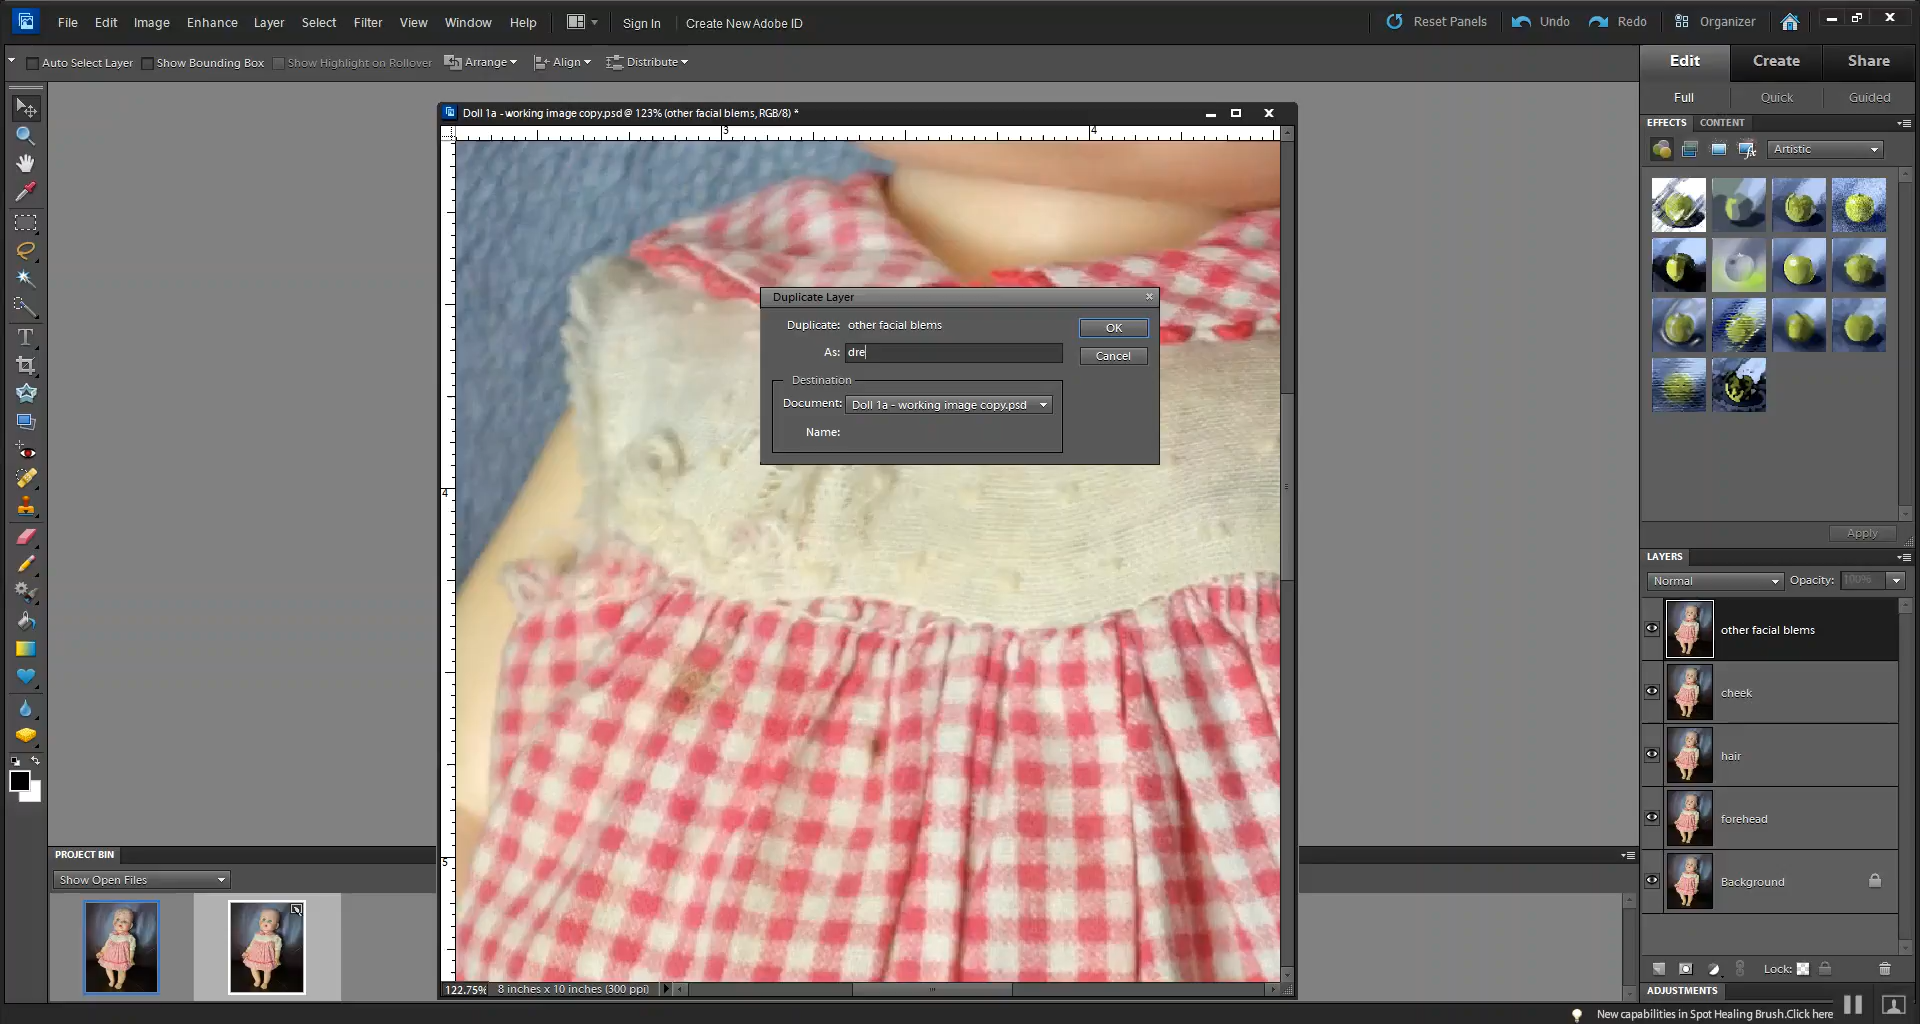 File Edit Image Enhance Layer Select Filter View Window Help Sign In Create New Adobe ID Reset Panels Undo Redo Organizer
Auto Select Layer Show Bounding Box Show Highlight on Rollover Arrange Align Distribute
Edit Create Share
Full Quick Guided
EFFECTS CONTENT
Artistic
Apply
Doll 1a - working image copy.psd @ 123% (other facial blems, RGB/8) *
3 4
4
5
Duplicate Layer
Duplicate: other facial blems
As: dre
OK
Cancel
Destination
Document: Doll 1a - working image copy.psd
Name:
LAYERS
Normal Opacity: 100%
other facial blems
cheek
hair
forehead
Background
Lock:
ADJUSTMENTS
PROJECT BIN
Show Open Files
122.75% 8 inches x 10 inches (300 ppi)
New capabilities in Spot Healing Brush.Click here